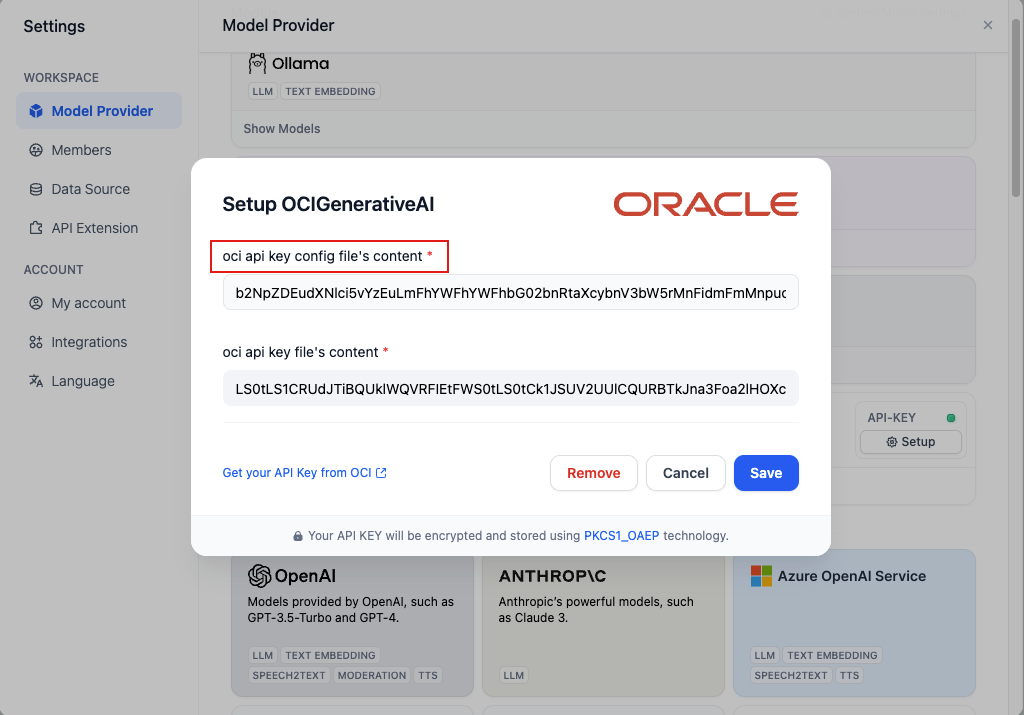 Settings
WORKSPACE
Model Provider
Members
Data Source
API Extension
ACCOUNT
My account
Integrations
Language
Model Provider
Ollama
LLM TEXT EMBEDDING
Show Models
Setup OCIGenerativeAI
ORACLE
oci api key config file's content *
oci api key file's content *
Get your API Key from OCI
Remove
Cancel
Save
Your API KEY will be encrypted and stored using PKCS1_OAEP technology.
API-KEY
Setup
OpenAI
Models provided by OpenAI, such as
GPT-3.5-Turbo and GPT-4.
LLM TEXT EMBEDDING
SPEECH2TEXT MODERATION TTS
ANTHROP\C
Anthropic's powerful models, such
as Claude 3.
LLM
Azure OpenAI Service
LLM TEXT EMBEDDING
SPEECH2TEXT TTS